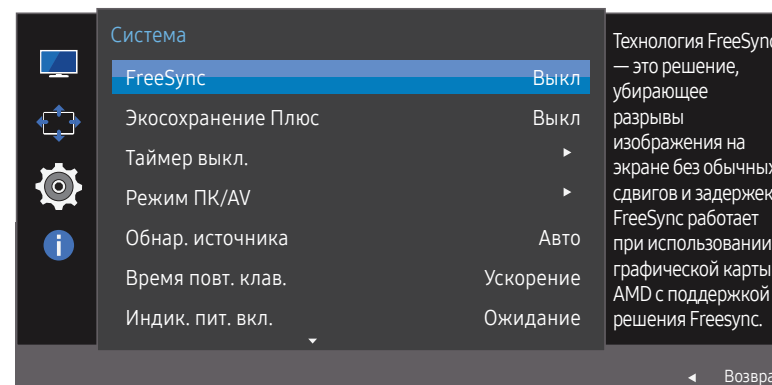 Система
FreeSync Выкл
Экосохранение Плюс Выкл
Таймер выкл.
Режим ПК/AV
Обнар. источника Авто
Время повт. клав. Ускорение
Индик. пит. вкл. Ожидание
Технология FreeSync
— это решение,
убирающее
разрывы
изображения на
экране без обычных
сдвигов и задержек
FreeSync работает
при использовании
графической карты
AMD с поддержкой
решения Freesync.
Возвра